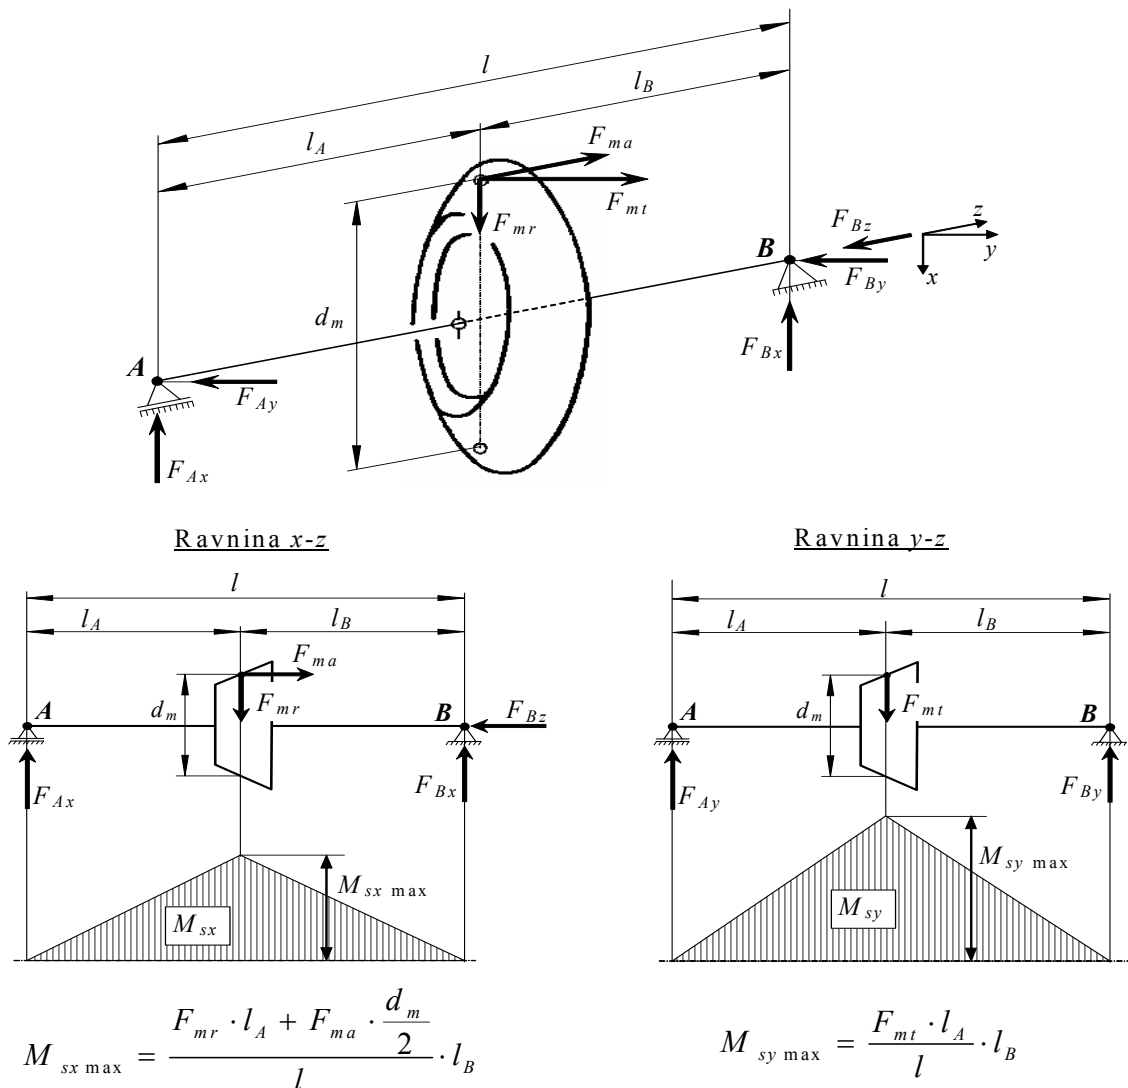 l
l_A
l_B
F_ma
F_mt
F_mr
d_m
A
F_Ay
F_Ax
B
F_Bz
F_By
F_Bx
z
y
x
Ravnina x-z
l
l_A
l_B
F_ma
F_mr
d_m
A
B
F_Bz
F_Ax
F_Bx
M_sx max
M_sx
M_sx max = (F_mr · l_A + F_ma · d_m/2) / l · l_B
Ravnina y-z
l
l_A
l_B
d_m
F_mt
A
B
F_Ay
F_By
M_sy max
M_sy
M_sy max = (F_mt · l_A) / l · l_B